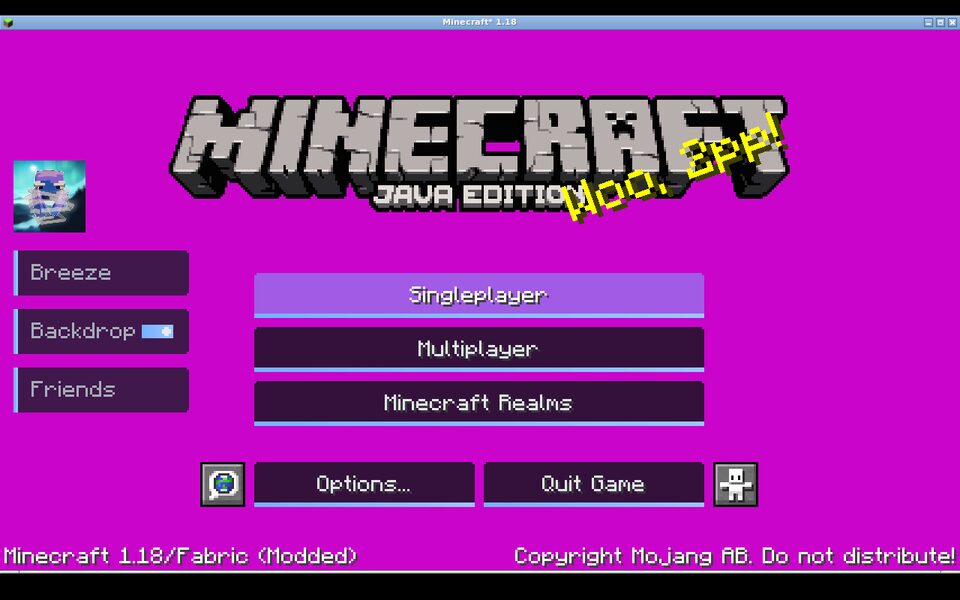 Minecraft* 1.18
MINECRAFT
JAVA EDITION
Woo, 2pp!
Breeze
Backdrop
Friends
Singleplayer
Multiplayer
Minecraft Realms
Options...
Quit Game
Minecraft 1.18/Fabric (Modded)
Copyright Mojang AB. Do not distribute!